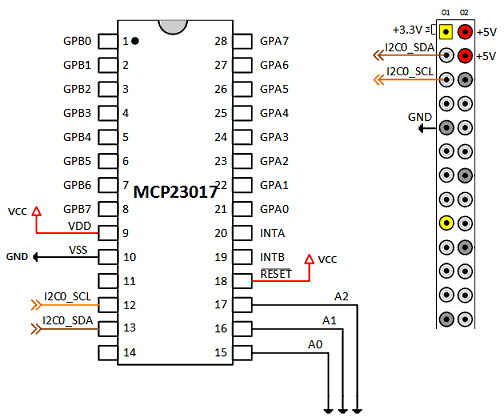 01 02
+3.3V +5V
I2C0_SDA +5V
I2C0_SCL
GND
GPB0 1 28 GPA7
GPB1 2 27 GPA6
GPB2 3 26 GPA5
GPB3 4 25 GPA4
GPB4 5 24 GPA3
GPB5 6 23 GPA2
GPB6 7 22 GPA1
MCP23017
GPB7 8 21 GPA0
VCC VDD 9 20 INTA
GND VSS 10 19 INTB
11 18 RESET VCC
I2C0_SCL 12 17 A2
I2C0_SDA 13 16 A1
14 15 A0